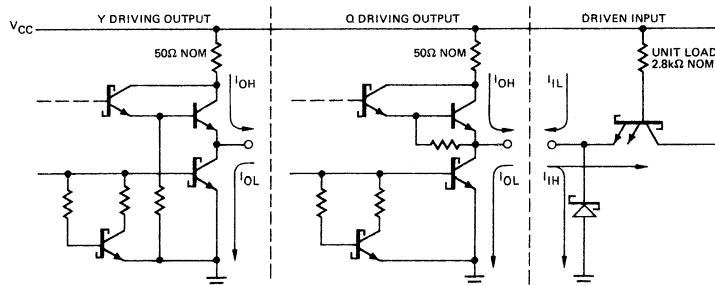 Y DRIVING OUTPUT
Q DRIVING OUTPUT
DRIVEN INPUT
VCC
50Ω NOM
50Ω NOM
UNIT LOAD
2.8kΩ NOM
IOH
IOH
IIL
IOL
IOL
IIH